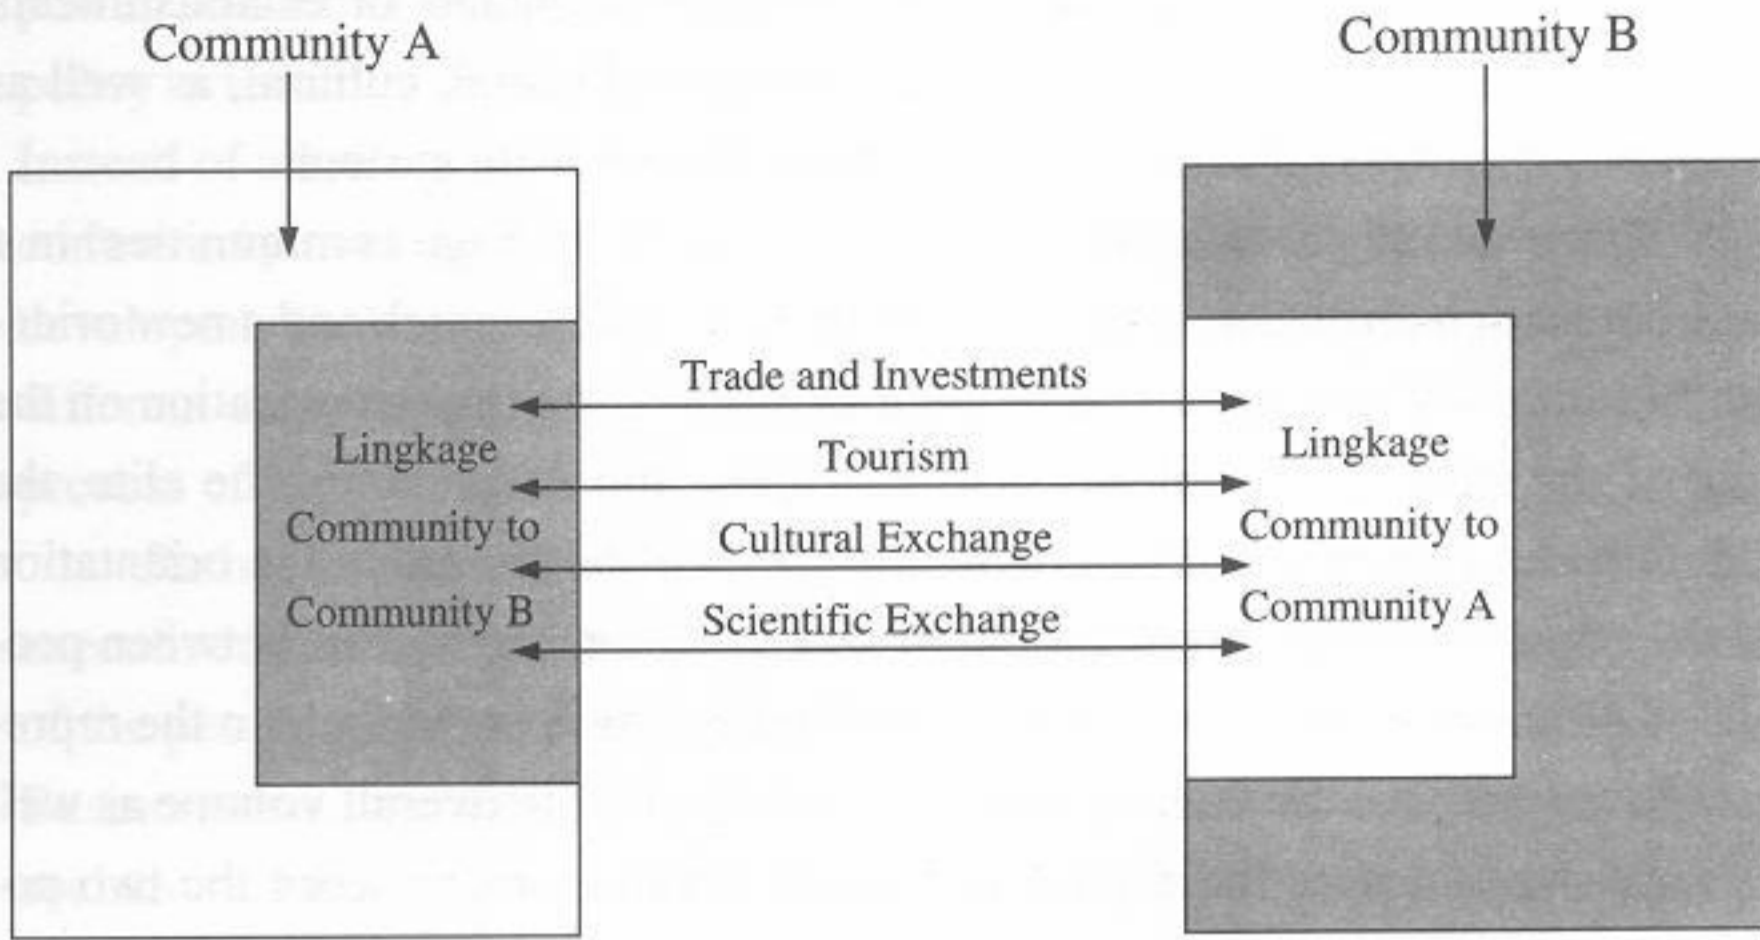 Community A
Community B
Trade and Investments
Tourism
Cultural Exchange
Scientific Exchange
Lingkage
Community to
Community B
Lingkage
Community to
Community A